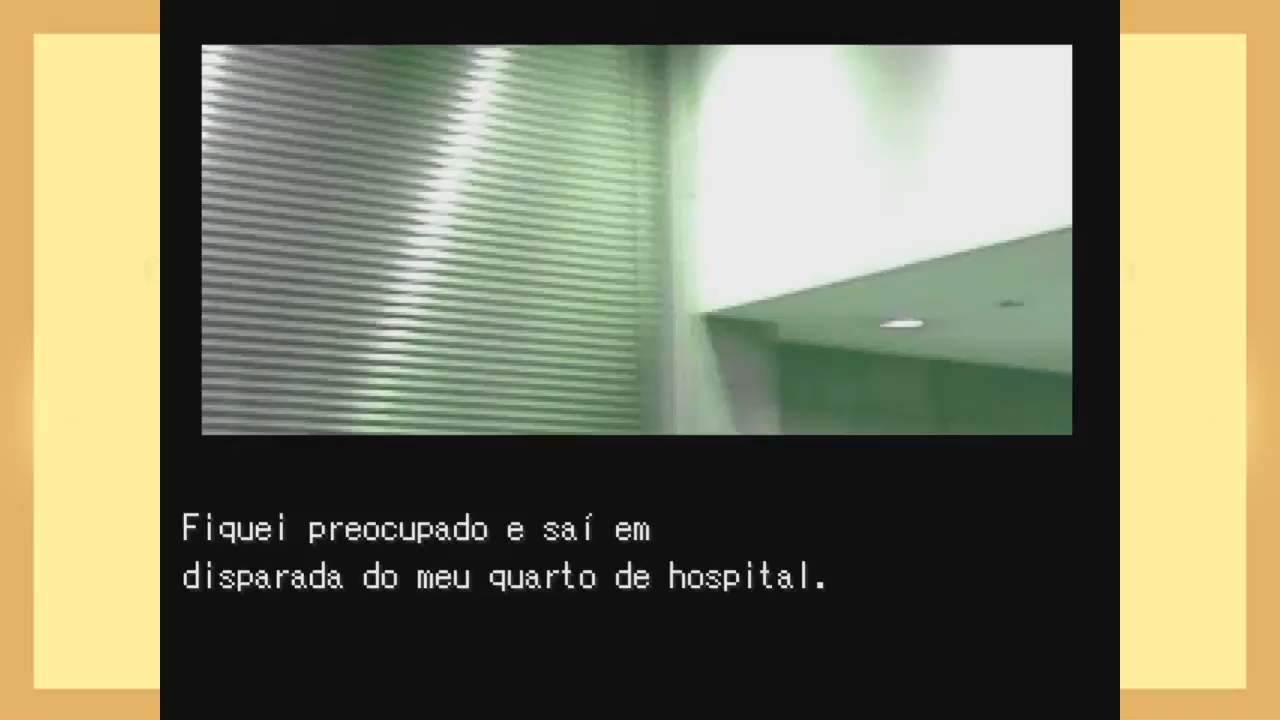 Fiquei preocupado e saí em
disparada do meu quarto de hospital.